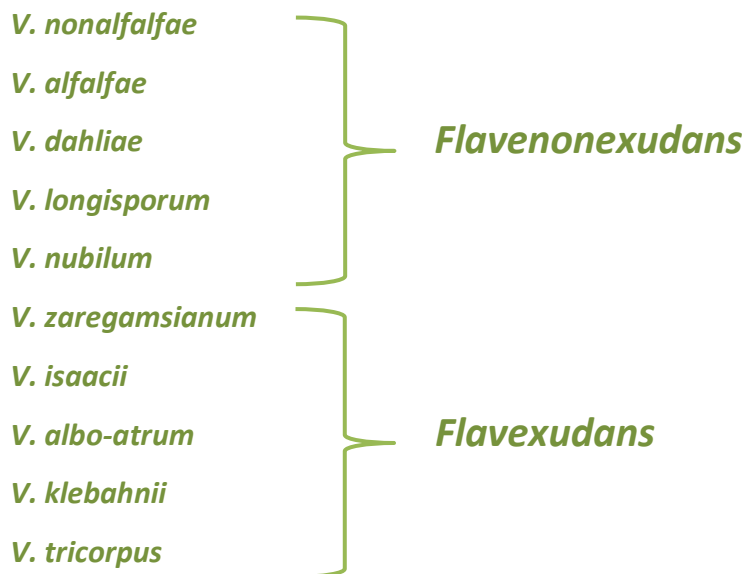 V. nonalfalfae
V. alfalfae
V. dahliae
Flavenonexudans
V. longisporum
V. nubilum
V. zaregamsianum
V. isaacii
V. albo-atrum
Flavexudans
V. klebahnii
V. tricorpus